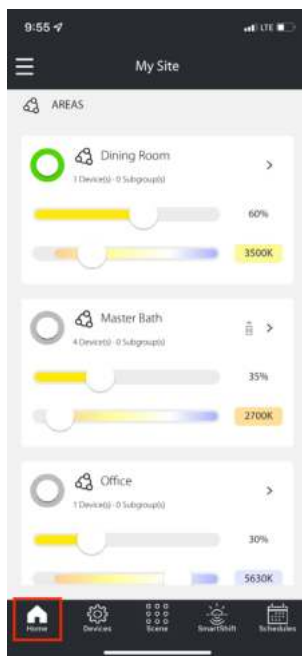 9:55 LTE
My Site
AREAS
Dining Room
1 Device(s) - 0 Subgroup(s)
60%
3500K
Master Bath
4 Device(s) - 0 Subgroup(s)
35%
2700K
Office
1 Device(s) - 0 Subgroup(s)
30%
5630K
Home Devices Scene SmartShift Schedules